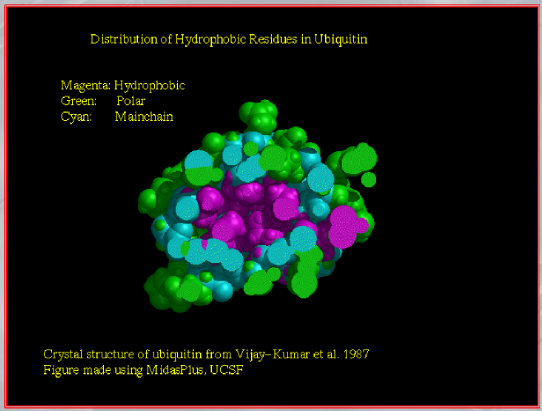 Distribution of Hydrophobic Residues in Ubiquitin
Magenta: Hydrophobic
Green: Polar
Cyan: Mainchain
Crystal structure of ubiquitin from Vijay-Kumar et al. 1987
Figure made using MidasPlus, UCSF